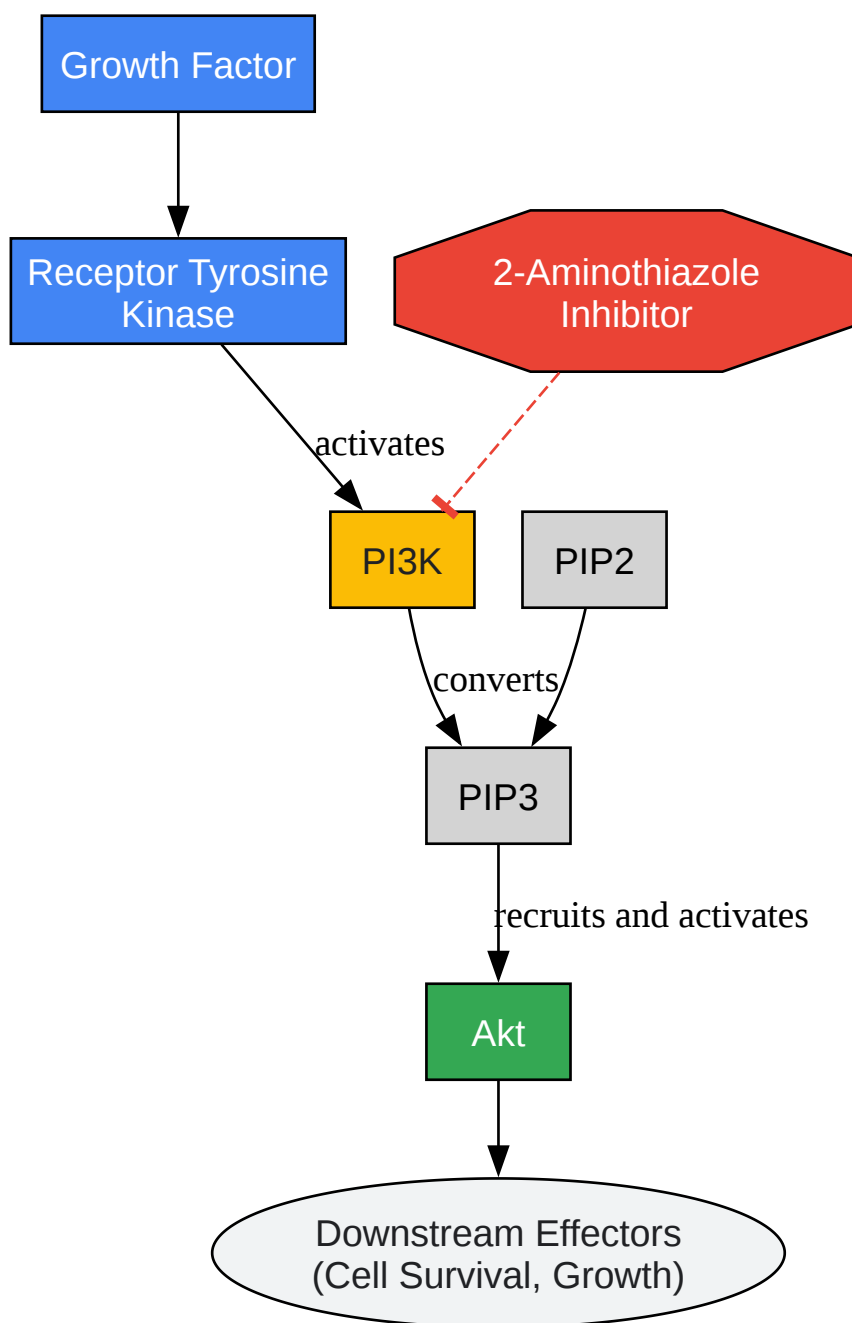 Growth Factor
Receptor Tyrosine
Kinase
2-Aminothiazole
Inhibitor
activates
PI3K
PIP2
converts
PIP3
recruits and activates
Akt
Downstream Effectors
(Cell Survival, Growth)